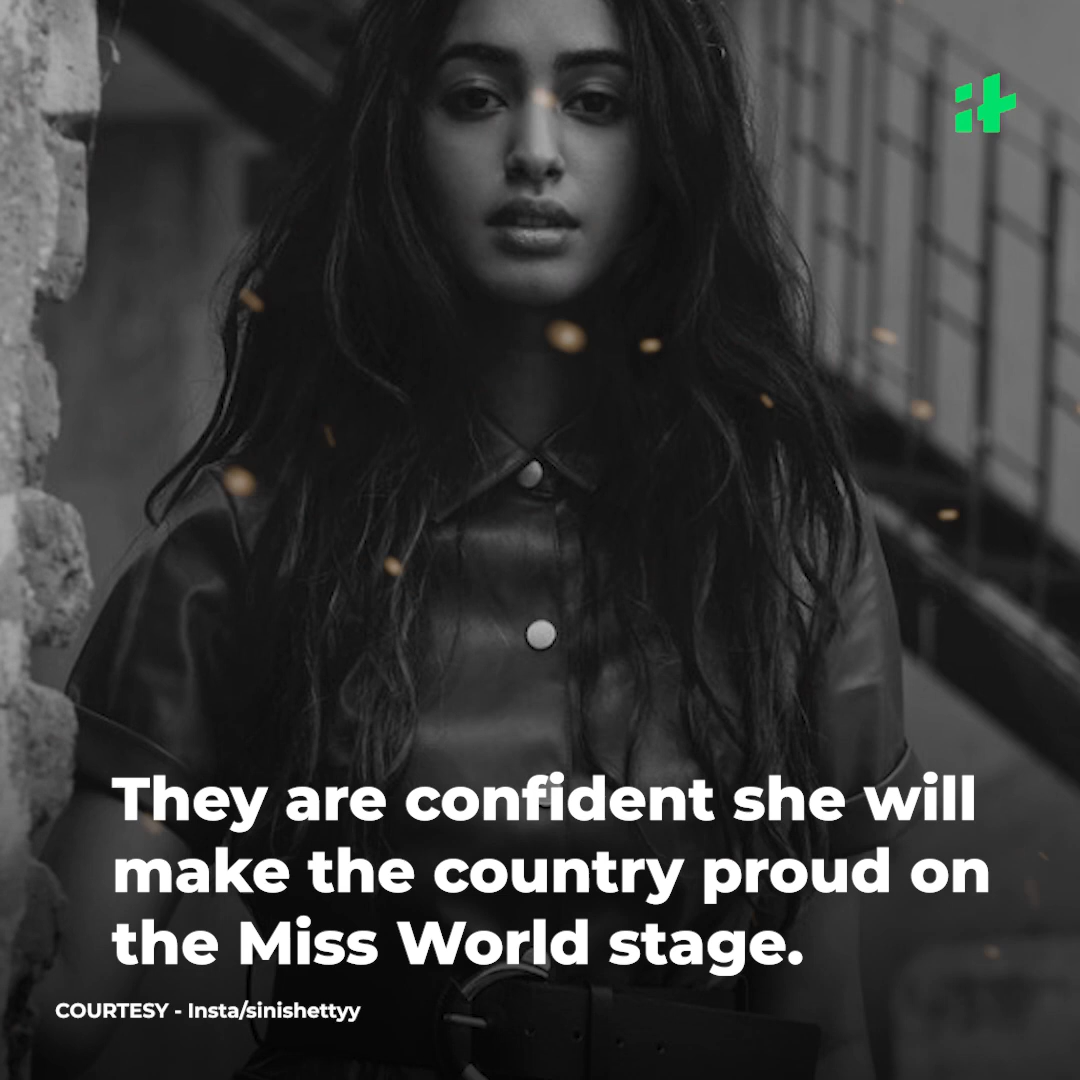 They are confident she will
make the country proud on
the Miss World stage.
COURTESY - Insta/sinishettyy